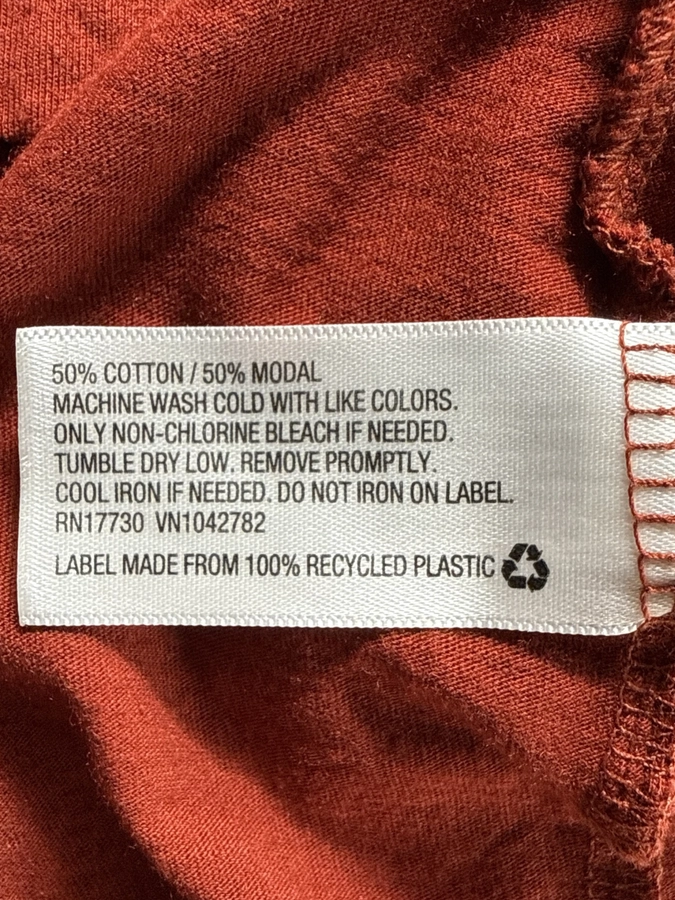 50% COTTON / 50% MODAL
MACHINE WASH COLD WITH LIKE COLORS.
ONLY NON-CHLORINE BLEACH IF NEEDED.
TUMBLE DRY LOW. REMOVE PROMPTLY.
COOL IRON IF NEEDED. DO NOT IRON ON LABEL.
RN17730 VN1042782
LABEL MADE FROM 100% RECYCLED PLASTIC